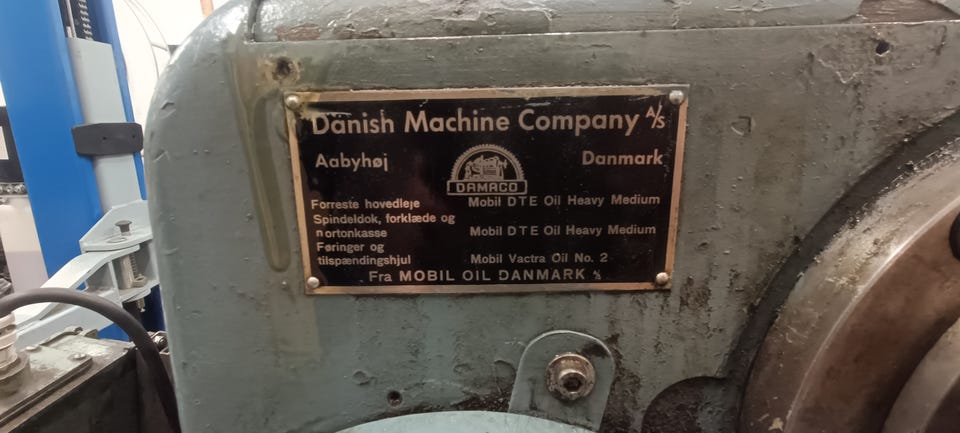 Danish Machine Company A/S
Aabyhøj Danmark
DAMACO
Forreste hovedleje Mobil DTE Oil Heavy Medium
Spindeldok, forklæde og
nortonkasse Mobil DTE Oil Heavy Medium
Føringer og
tilspændingshjul Mobil Vactra Oil No. 2
Fra MOBIL OIL DANMARK A/S